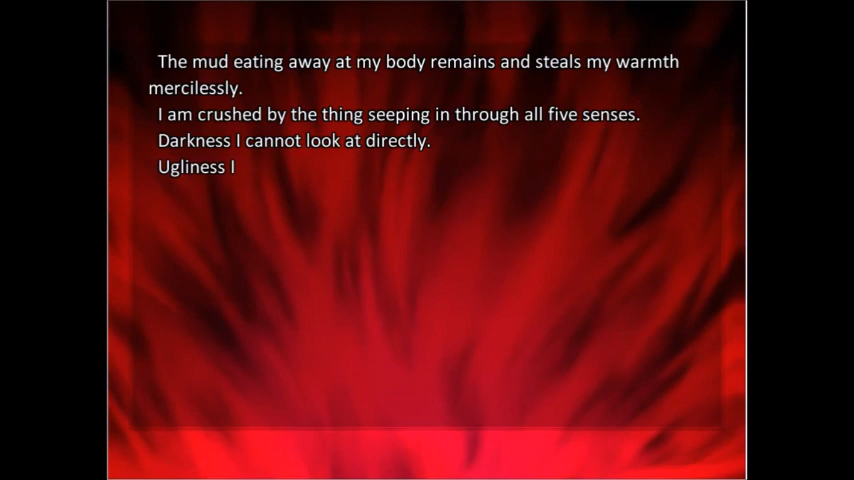 The mud eating away at my body remains and steals my warmth
mercilessly.
I am crushed by the thing seeping in through all five senses.
Darkness I cannot look at directly.
Ugliness I